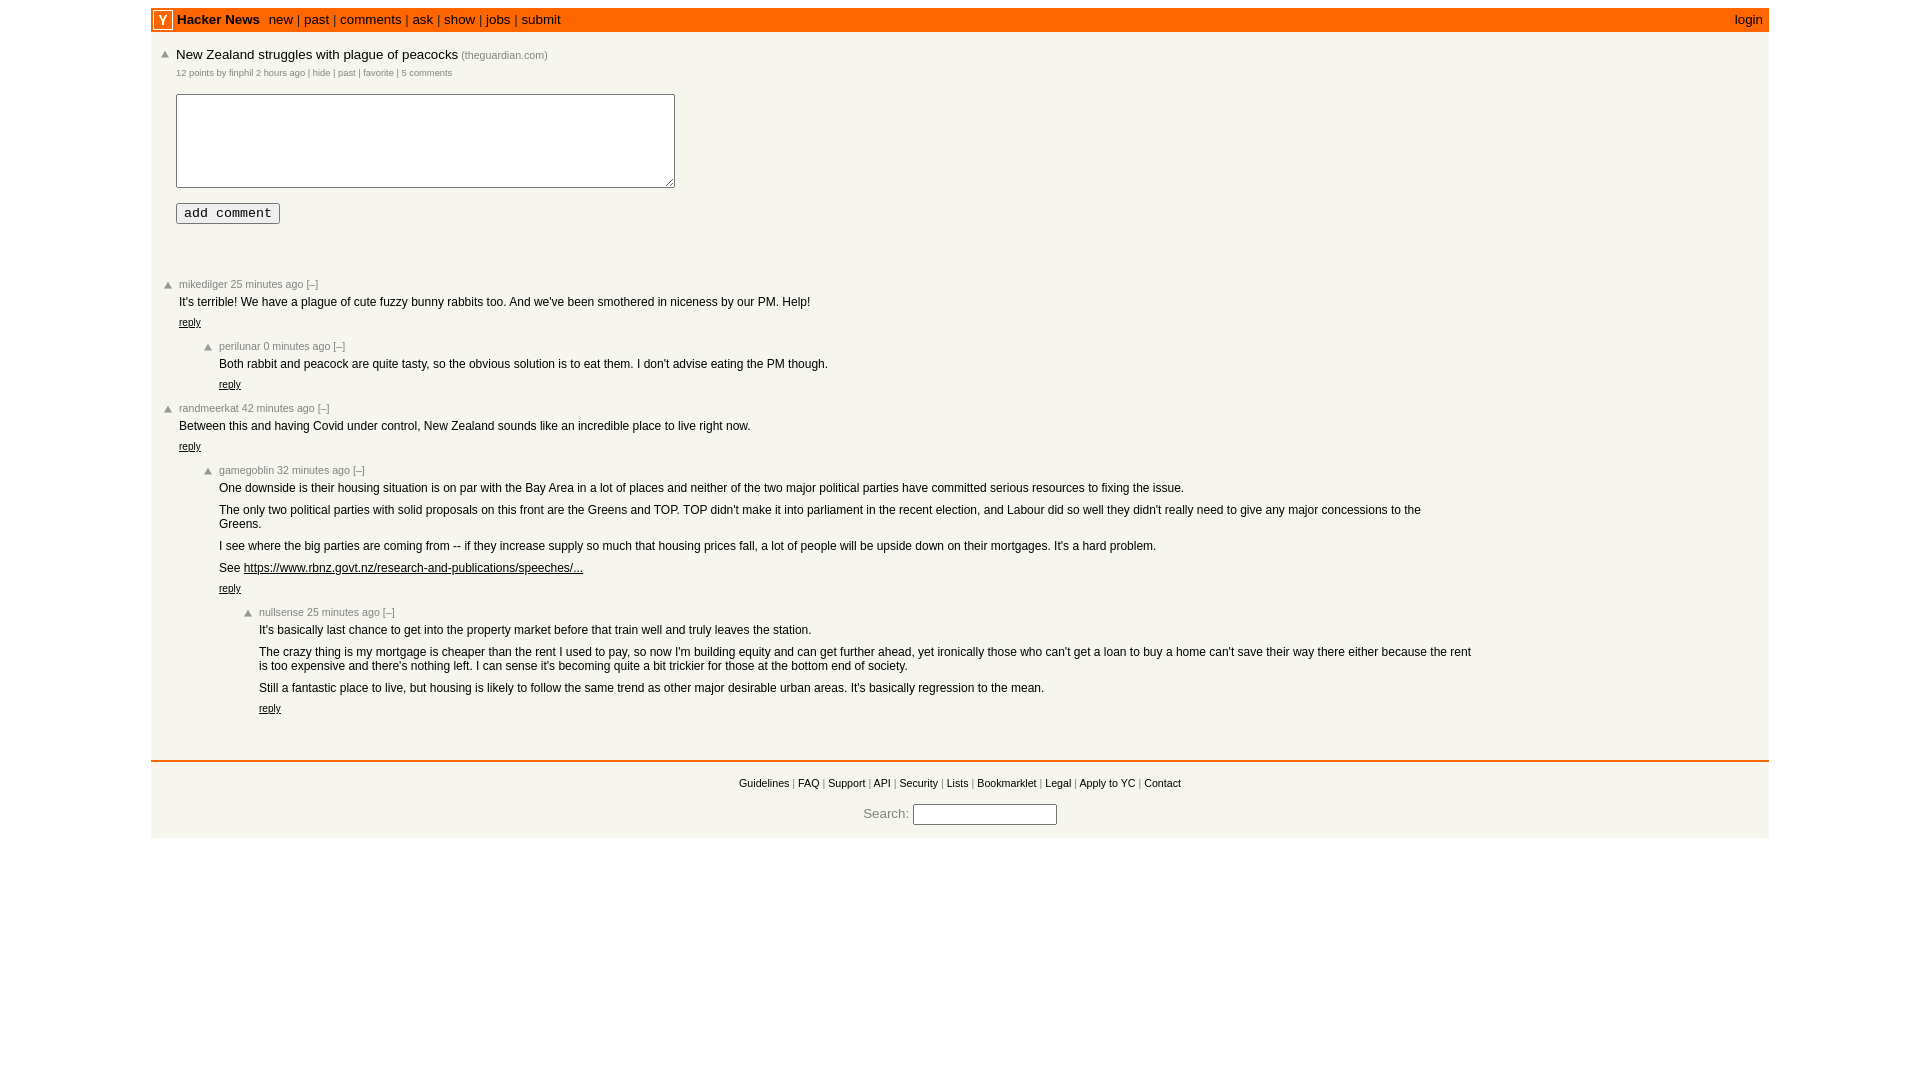 Y Hacker News new | past | comments | ask | show | jobs | submit login
New Zealand struggles with plague of peacocks (theguardian.com)
12 points by finphil 2 hours ago | hide | past | favorite | 5 comments
add comment
mikedilger 25 minutes ago [–]
It's terrible! We have a plague of cute fuzzy bunny rabbits too. And we've been smothered in niceness by our PM. Help!
reply
perilunar 0 minutes ago [–]
Both rabbit and peacock are quite tasty, so the obvious solution is to eat them. I don't advise eating the PM though.
reply
randmeerkat 42 minutes ago [–]
Between this and having Covid under control, New Zealand sounds like an incredible place to live right now.
reply
gamegoblin 32 minutes ago [–]
One downside is their housing situation is on par with the Bay Area in a lot of places and neither of the two major political parties have committed serious resources to fixing the issue.
The only two political parties with solid proposals on this front are the Greens and TOP. TOP didn't make it into parliament in the recent election, and Labour did so well they didn't really need to give any major concessions to the
Greens.
I see where the big parties are coming from -- if they increase supply so much that housing prices fall, a lot of people will be upside down on their mortgages. It's a hard problem.
See https://www.rbnz.govt.nz/research-and-publications/speeches/...
reply
nullsense 25 minutes ago [–]
It's basically last chance to get into the property market before that train well and truly leaves the station.
The crazy thing is my mortgage is cheaper than the rent I used to pay, so now I'm building equity and can get further ahead, yet ironically those who can't get a loan to buy a home can't save their way there either because the rent
is too expensive and there's nothing left. I can sense it's becoming quite a bit trickier for those at the bottom end of society.
Still a fantastic place to live, but housing is likely to follow the same trend as other major desirable urban areas. It's basically regression to the mean.
reply
Guidelines | FAQ | Support | API | Security | Lists | Bookmarklet | Legal | Apply to YC | Contact
Search: